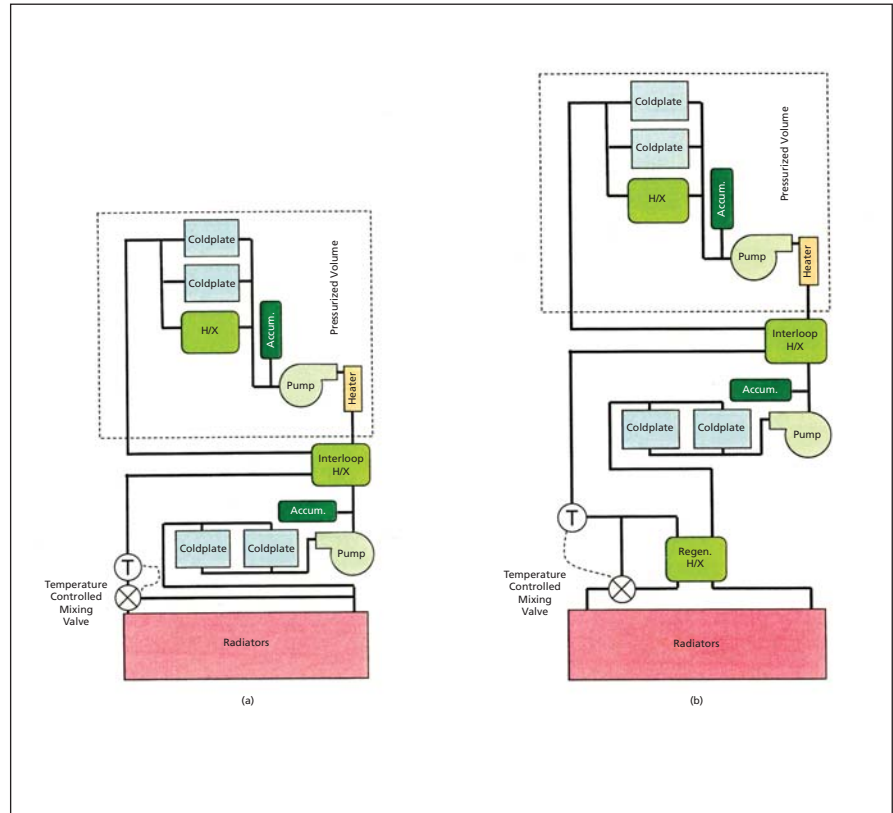 Coldplate
Coldplate
H/X
Accum.
Pressurized Volume
Pump
Heater
Interloop
H/X
Accum.
Coldplate
Coldplate
Pump
T
Temperature
Controlled
Mixing
Valve
Radiators
(a)
Coldplate
Coldplate
H/X
Accum.
Pressurized Volume
Pump
Heater
Interloop
H/X
Accum.
Coldplate
Coldplate
Pump
T
Regen.
H/X
Temperature
Controlled
Mixing
Valve
Radiators
(b)